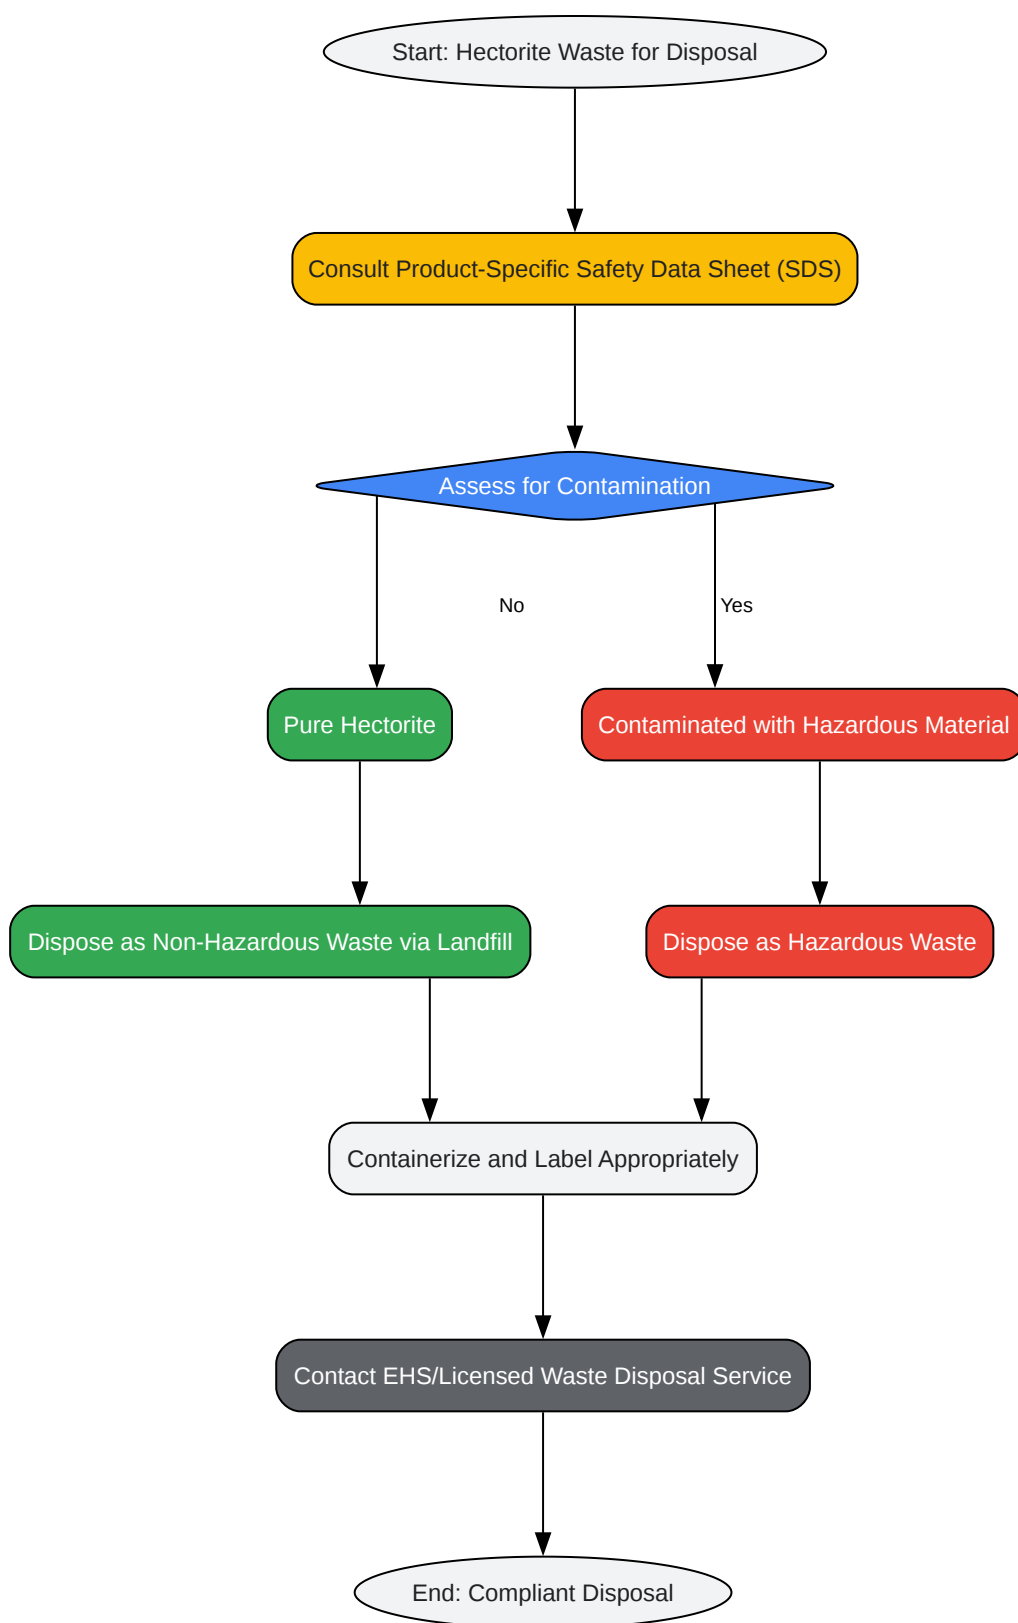 Start: Hectorite Waste for Disposal
Consult Product-Specific Safety Data Sheet (SDS)
Assess for Contamination
No
Yes
Pure Hectorite
Contaminated with Hazardous Material
Dispose as Non-Hazardous Waste via Landfill
Dispose as Hazardous Waste
Containerize and Label Appropriately
Contact EHS/Licensed Waste Disposal Service
End: Compliant Disposal